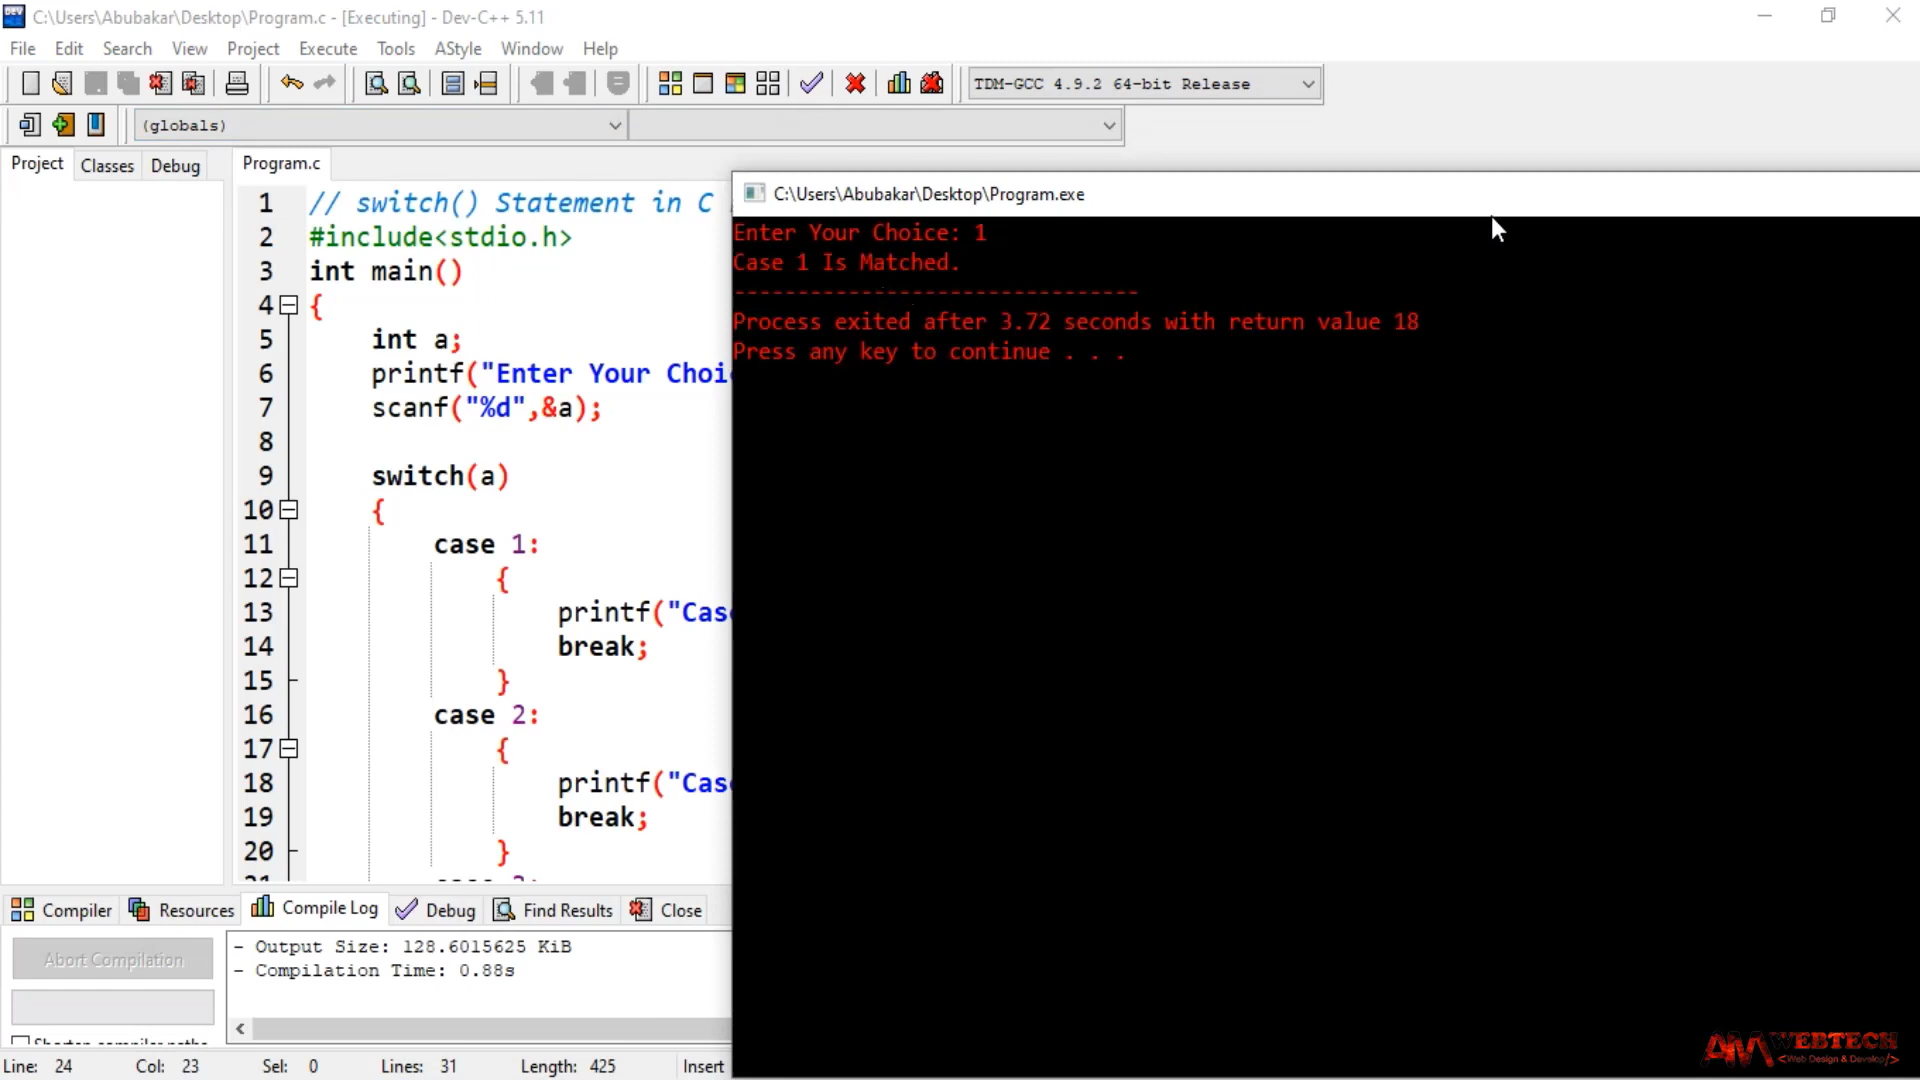 C:\Users\Abubakar\Desktop\Program.c - [Executing] - Dev-C++ 5.11
File Edit Search View Project Execute Tools AStyle Window Help
TDM-GCC 4.9.2 64-bit Release
(globals)
Project Classes Debug
Program.c
1 // switch() Statement in C
2 #include<stdio.h>
3 int main()
4 {
5 int a;
6 printf("Enter Your Choi
7 scanf("%d",&a);
8
9 switch(a)
10 {
11 case 1:
12 {
13 printf("Cas
14 break;
15 }
16 case 2:
17 {
18 printf("Cas
19 break;
20 }
C:\Users\Abubakar\Desktop\Program.exe
Enter Your Choice: 1
Case 1 Is Matched.
--------------------------------
Process exited after 3.72 seconds with return value 18
Press any key to continue . . .
Compiler Resources Compile Log Debug Find Results Close
Abort Compilation
- Output Size: 128.6015625 KiB
- Compilation Time: 0.88s
Line: 24 Col: 23 Sel: 0 Lines: 31 Length: 425 Insert
AM WEBTECH
<Web Design & Develop/>